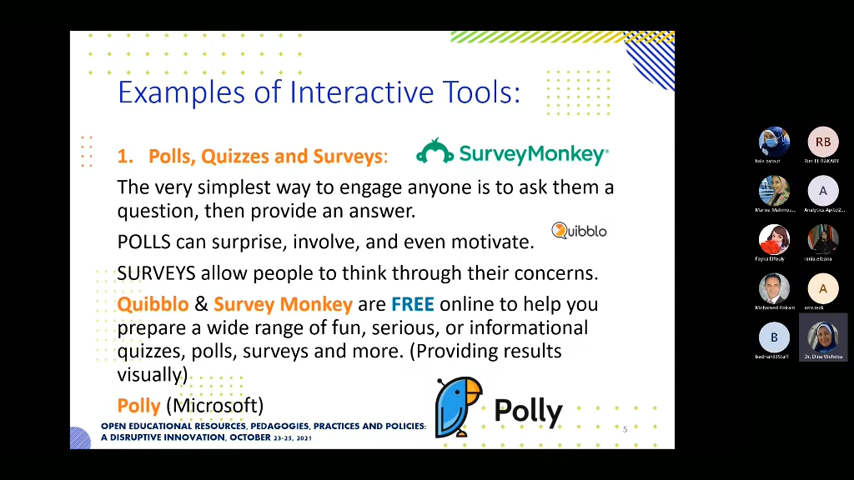 Examples of Interactive Tools:
1. Polls, Quizzes and Surveys:
SurveyMonkey
The very simplest way to engage anyone is to ask them a
question, then provide an answer.
Quibblo
POLLS can surprise, involve, and even motivate.
SURVEYS allow people to think through their concerns.
Quibblo & Survey Monkey are FREE online to help you
prepare a wide range of fun, serious, or informational
quizzes, polls, surveys and more. (Providing results
visually)
Polly (Microsoft)
Polly
OPEN EDUCATIONAL RESOURCES, PEDAGOGIES, PRACTICES AND POLICIES:
A DISRUPTIVE INNOVATION, OCTOBER 23-25, 2021
5
RB
A
A
B